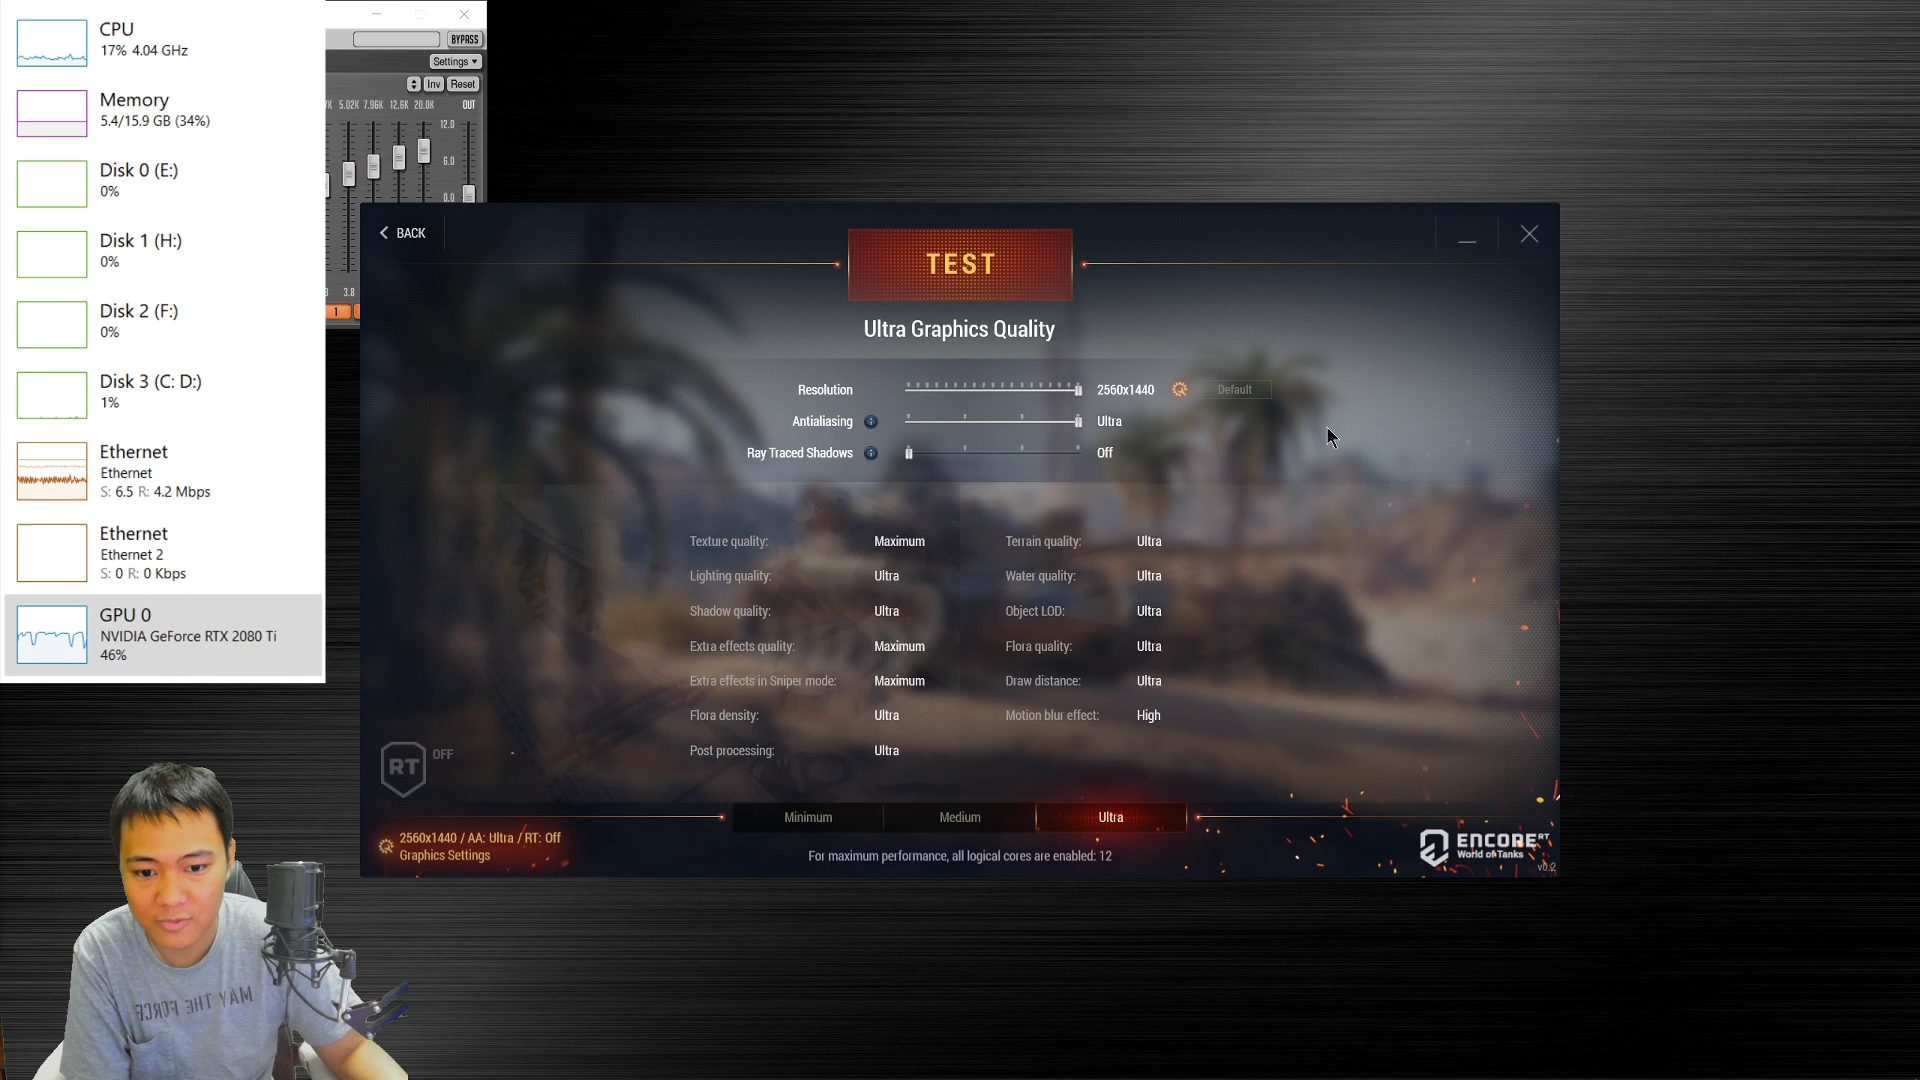 CPU
17% 4.04 GHz
Memory
5.4/15.9 GB (34%)
Disk 0 (E:)
0%
Disk 1 (H:)
0%
Disk 2 (F:)
0%
Disk 3 (C: D:)
1%
Ethernet
Ethernet
S: 6.5 R: 4.2 Mbps
Ethernet
Ethernet 2
S: 0 R: 0 Kbps
GPU 0
NVIDIA GeForce RTX 2080 Ti
46%
BYPASS
Settings
Inv Reset
5.02K 7.96K 12.6K 20.0K OUT
12.0
6.0
0.0
3.8
1
BACK
TEST
Ultra Graphics Quality
Resolution 2560x1440 Default
Antialiasing Ultra
Ray Traced Shadows Off
Texture quality: Maximum Terrain quality: Ultra
Lighting quality: Ultra Water quality: Ultra
Shadow quality: Ultra Object LOD: Ultra
Extra effects quality: Maximum Flora quality: Ultra
Extra effects in Sniper mode: Maximum Draw distance: Ultra
Flora density: Ultra Motion blur effect: High
Post processing: Ultra
RT OFF
Minimum Medium Ultra
2560x1440 / AA: Ultra / RT: Off
Graphics Settings
For maximum performance, all logical cores are enabled: 12
ENCORE RT
World of Tanks
v0.2
MAY THE FORCE